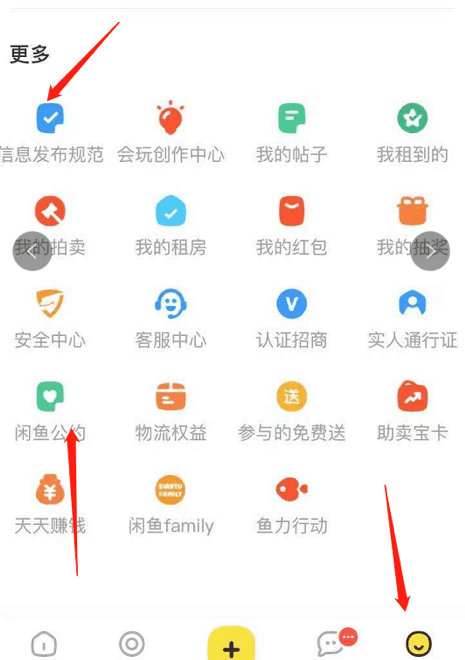 更多
信息发布规范 会玩创作中心 我的帖子 我租到的
我的拍卖 我的租房 我的红包 我的抽奖
安全中心 客服中心 认证招商 实人通行证
送
闲鱼公约 物流权益 参与的免费送 助卖宝卡
XIANYU
FAMILY
天天赚钱 闲鱼family 鱼力行动